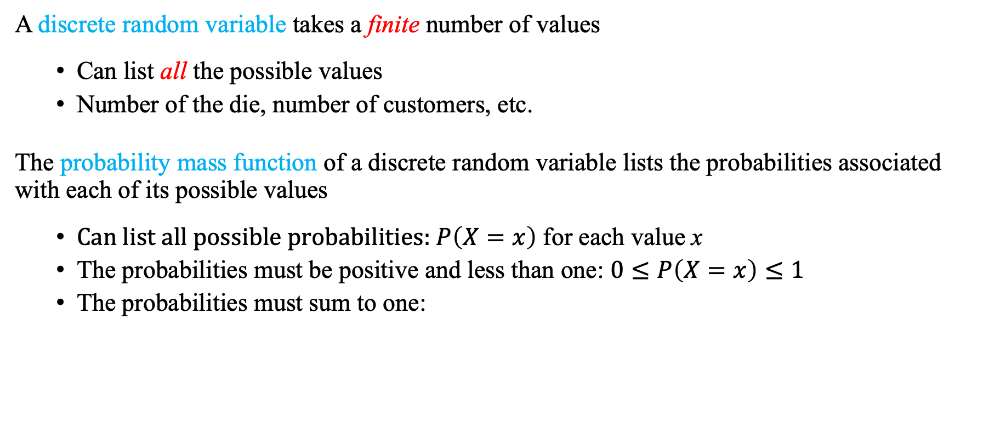 A discrete random variable takes a finite number of values
• Can list all the possible values
• Number of the die, number of customers, etc.
The probability mass function of a discrete random variable lists the probabilities associated
with each of its possible values
• Can list all possible probabilities: P(X = x) for each value x
• The probabilities must be positive and less than one: 0 ≤ P(X = x) ≤ 1
• The probabilities must sum to one: